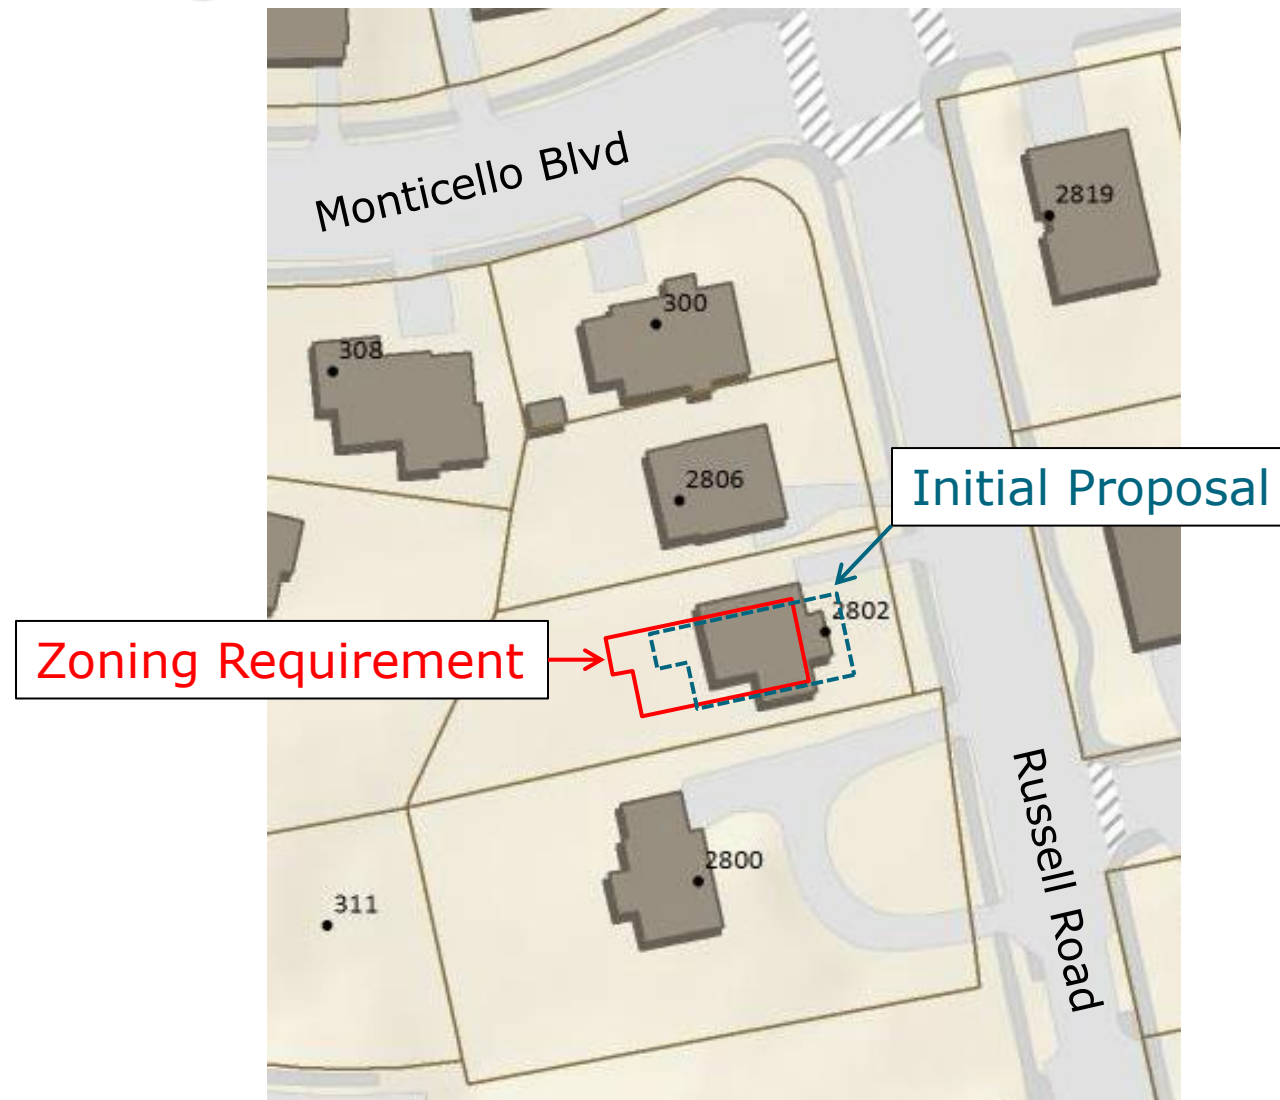 Monticello Blvd
2819
300
308
2806
Initial Proposal
2802
Zoning Requirement
Russell Road
2800
311